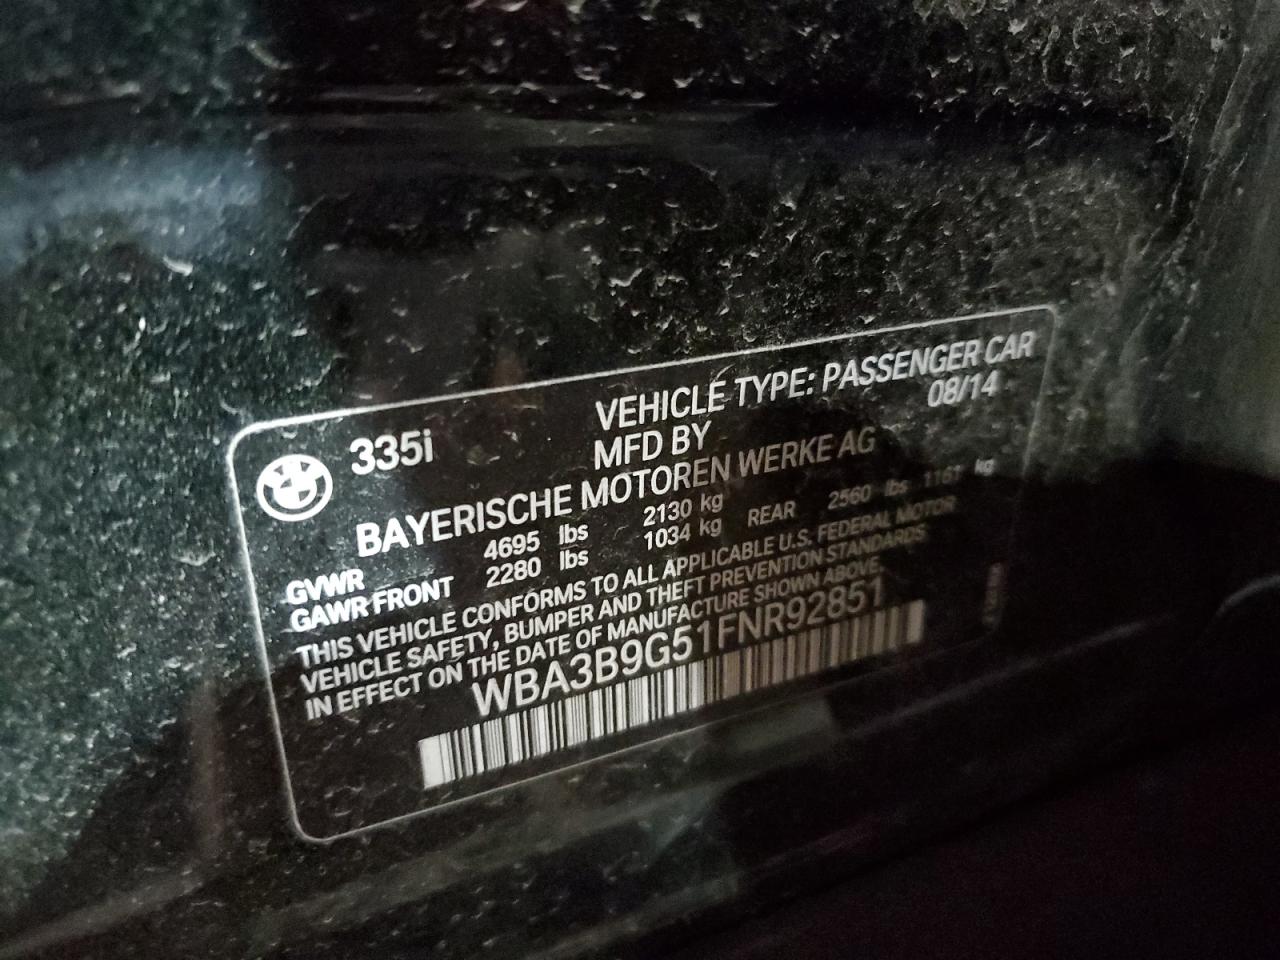 335i
VEHICLE TYPE: PASSENGER CAR
MFD BY 08/14
BAYERISCHE MOTOREN WERKE AG
GVWR 4695 lbs 2130 kg
GAWR FRONT 2280 lbs 1034 kg REAR 2560 lbs 1161 kg
THIS VEHICLE CONFORMS TO ALL APPLICABLE U.S. FEDERAL MOTOR
VEHICLE SAFETY, BUMPER AND THEFT PREVENTION STANDARDS
IN EFFECT ON THE DATE OF MANUFACTURE SHOWN ABOVE.
WBA3B9G51FNR92851